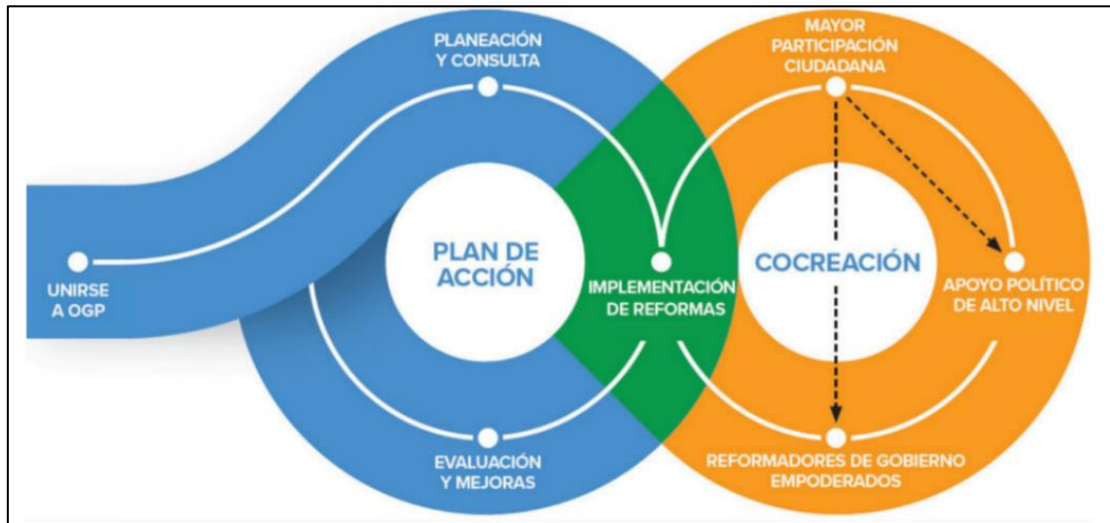 PLANEACIÓN
Y CONSULTA
MAYOR
PARTICIPACIÓN
CIUDADANA
UNIRSE
A OGP
PLAN DE
ACCIÓN
IMPLEMENTACIÓN
DE REFORMAS
COCREACIÓN
APOYO POLÍTICO
DE ALTO NIVEL
EVALUACIÓN
Y MEJORAS
REFORMADORES DE GOBIERNO
EMPODERADOS